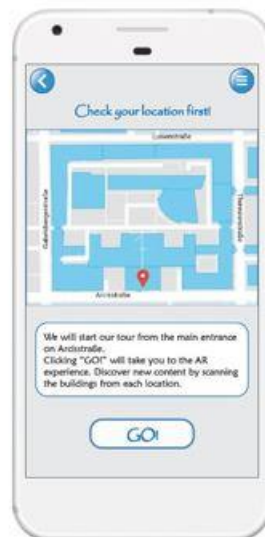 Check your location first!
Luisenstraße
Gabelsbergerstraße
Theresienstraße
Arcisstraße
We will start our tour from the main entrance
on Arcisstraße.
Clicking "GO!" will take you to the AR
experience. Discover new content by scanning
the buildings from each location.
GO!